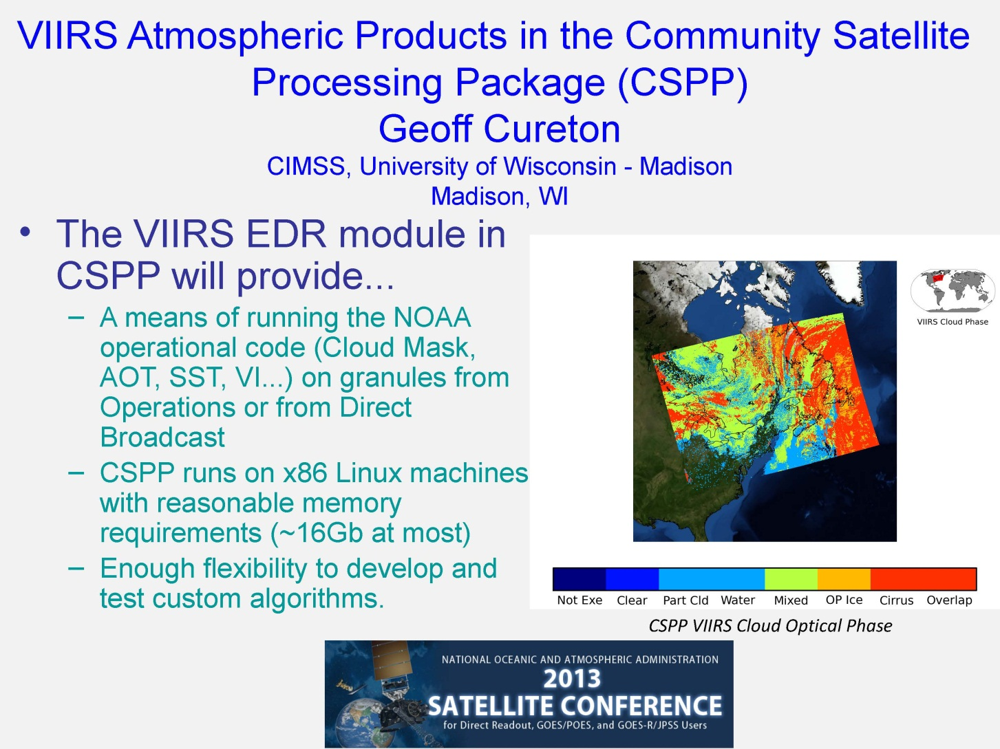 VIIRS Atmospheric Products in the Community Satellite
Processing Package (CSPP)
Geoff Cureton
CIMSS, University of Wisconsin - Madison
Madison, WI
• The VIIRS EDR module in
CSPP will provide...
– A means of running the NOAA
operational code (Cloud Mask,
AOT, SST, VI...) on granules from
Operations or from Direct
Broadcast
– CSPP runs on x86 Linux machines
with reasonable memory
requirements (~16Gb at most)
– Enough flexibility to develop and
test custom algorithms.
VIIRS Cloud Phase
Not Exe Clear Part Cld Water Mixed OP Ice Cirrus Overlap
CSPP VIIRS Cloud Optical Phase
NATIONAL OCEANIC AND ATMOSPHERIC ADMINISTRATION
2013
SATELLITE CONFERENCE
for Direct Readout, GOES/POES, and GOES-R/JPSS Users